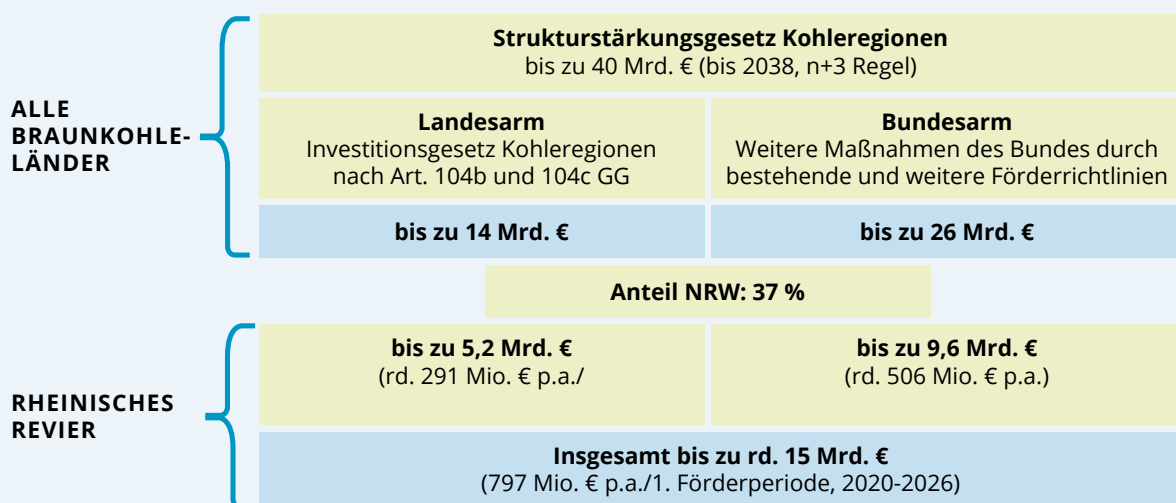 Strukturstärkungsgesetz Kohleregionen
bis zu 40 Mrd. € (bis 2038, n+3 Regel)
ALLE
BRAUNKOHLE-
LÄNDER
Landesarm
Investitionsgesetz Kohleregionen
nach Art. 104b und 104c GG
Bundesarm
Weitere Maßnahmen des Bundes durch
bestehende und weitere Förderrichtlinien
bis zu 14 Mrd. €
bis zu 26 Mrd. €
Anteil NRW: 37 %
RHEINISCHES
REVIER
bis zu 5,2 Mrd. €
(rd. 291 Mio. € p.a./
bis zu 9,6 Mrd. €
(rd. 506 Mio. € p.a.)
Insgesamt bis zu rd. 15 Mrd. €
(797 Mio. € p.a./1. Förderperiode, 2020-2026)